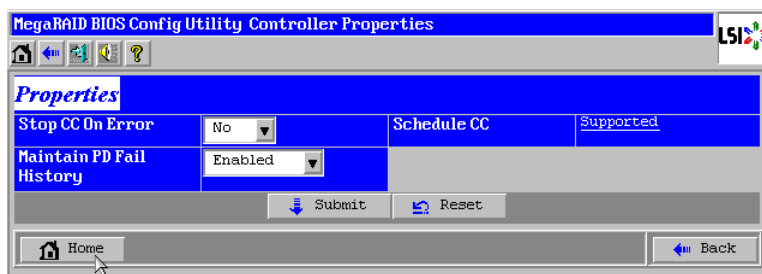 MegaRAID BIOS Config Utility Controller Properties
LSI
Properties
Stop CC On Error No Schedule CC Supported
Maintain PD Fail History Enabled
Submit Reset
Home Back